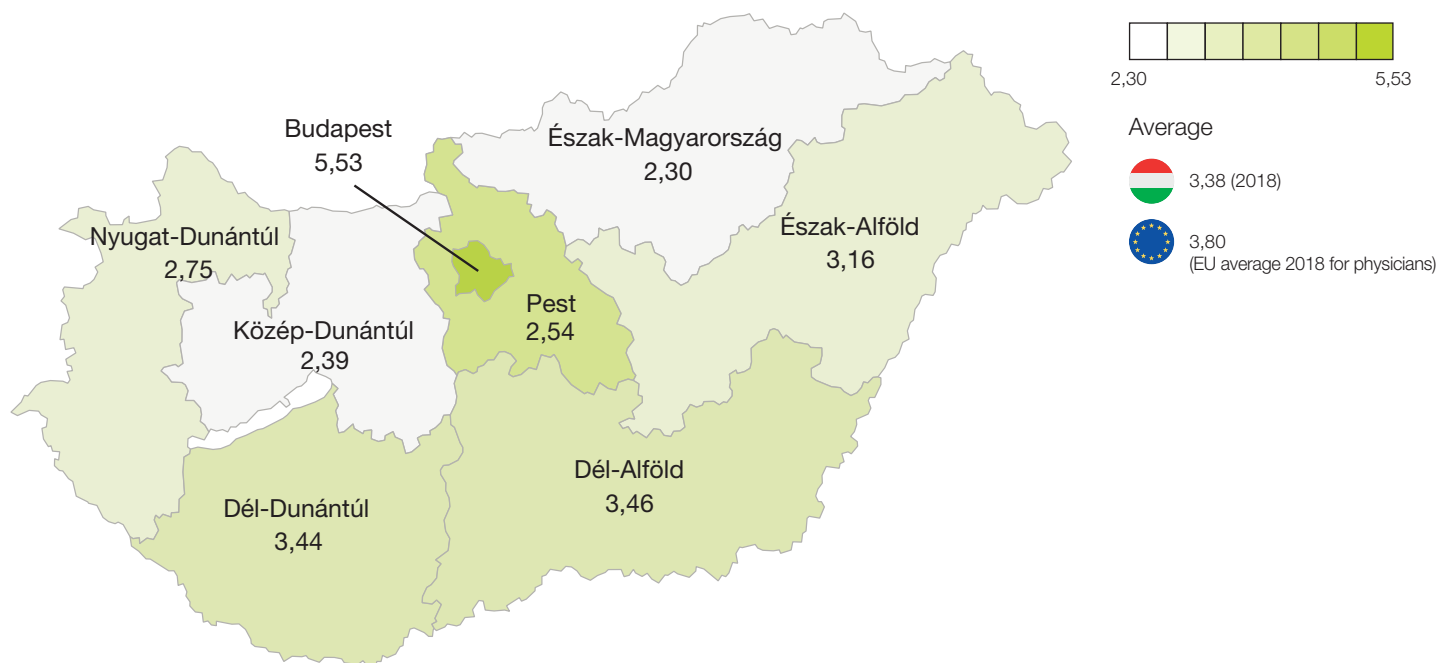 2,30
5,53
Average
3,38 (2018)
3,80
(EU average 2018 for physicians)
Budapest
5,53
Észak-Magyarország
2,30
Nyugat-Dunántúl
2,75
Észak-Alföld
3,16
Pest
2,54
Közép-Dunántúl
2,39
Dél-Alföld
3,46
Dél-Dunántúl
3,44